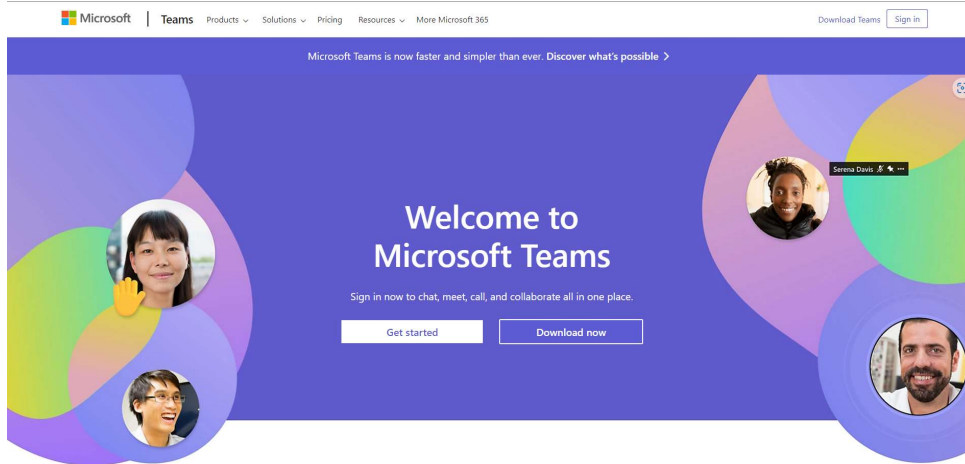 Microsoft Teams Products Solutions Pricing Resources More Microsoft 365 Download Teams Sign in
Microsoft Teams is now faster and simpler than ever. Discover what's possible
Serena Davis
Welcome to
Microsoft Teams
Sign in now to chat, meet, call, and collaborate all in one place.
Get started Download now